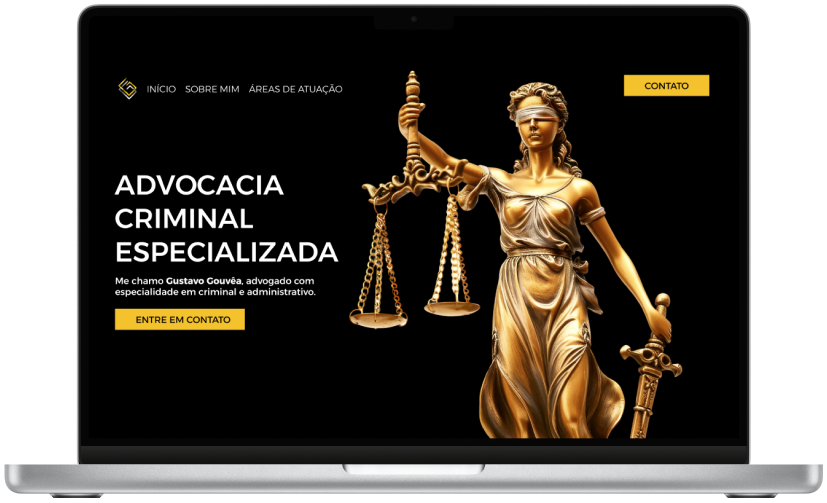 INÍCIO SOBRE MIM ÁREAS DE ATUAÇÃO
CONTATO
ADVOCACIA
CRIMINAL
ESPECIALIZADA
Me chamo Gustavo Gouvêa, advogado com
especialidade em criminal e administrativo.
ENTRE EM CONTATO